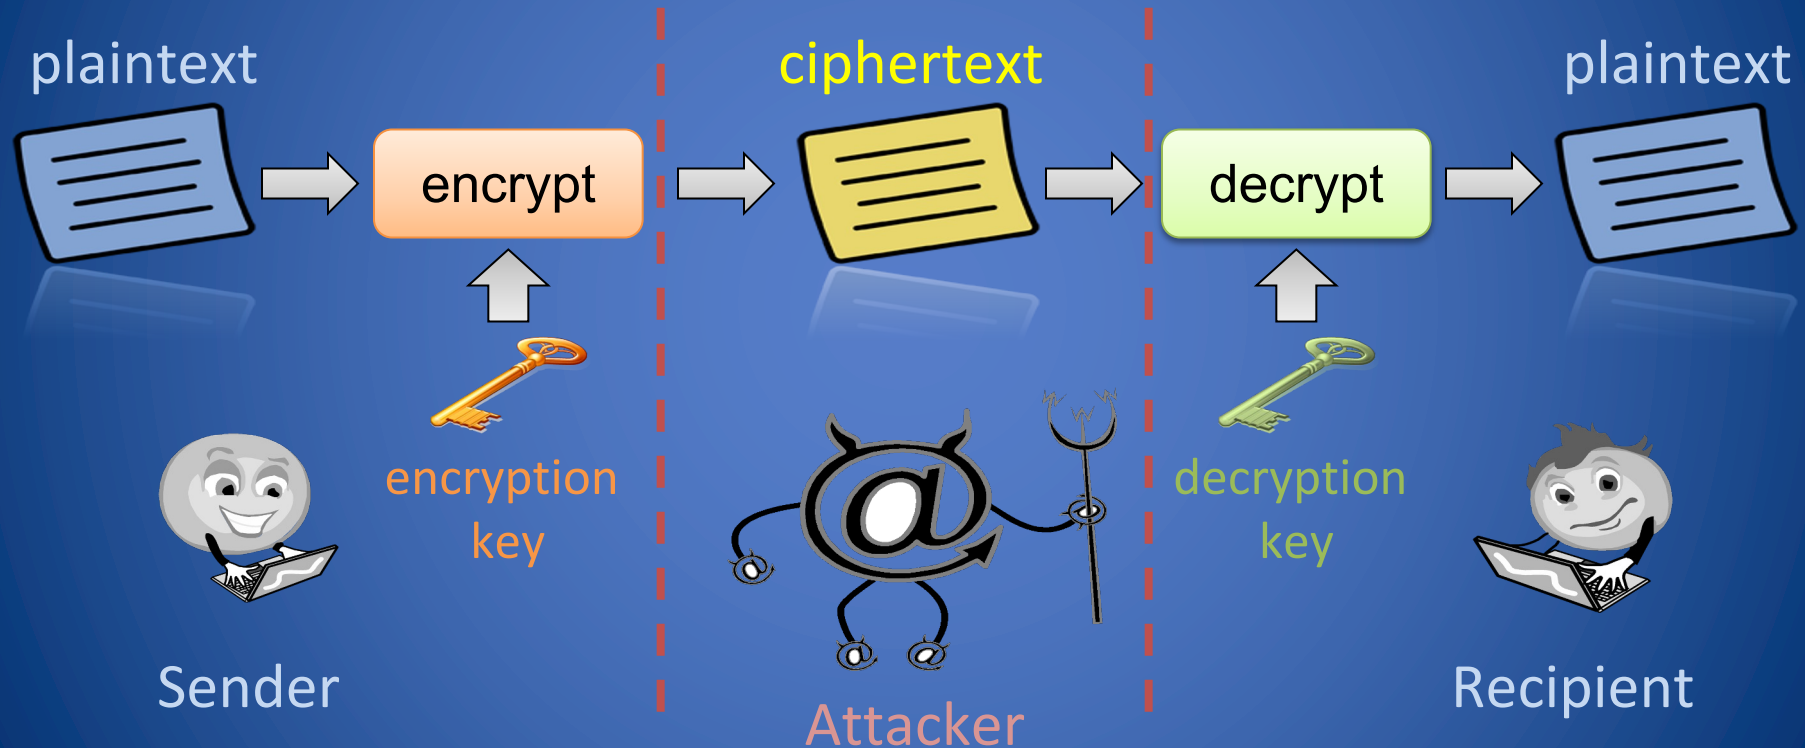 plaintext
ciphertext
plaintext
encrypt
decrypt
encryption
key
decryption
key
@
@
@
@
@
Sender
Attacker
Recipient